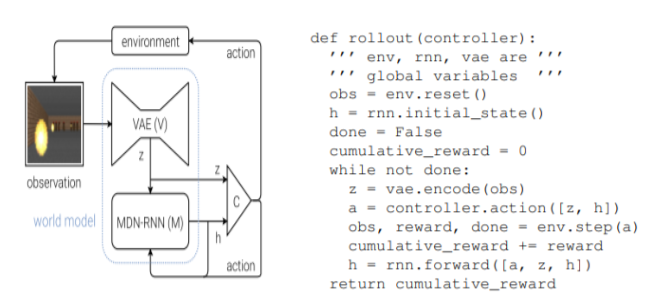 environment
action
VAE (V)
z
z
observation
C
world model
MDN-RNN (M)
h
action
def rollout(controller):
''' env, rnn, vae are '''
''' global variables '''
obs = env.reset()
h = rnn.initial_state()
done = False
cumulative_reward = 0
while not done:
z = vae.encode(obs)
a = controller.action([z, h])
obs, reward, done = env.step(a)
cumulative_reward += reward
h = rnn.forward([a, z, h])
return cumulative_reward